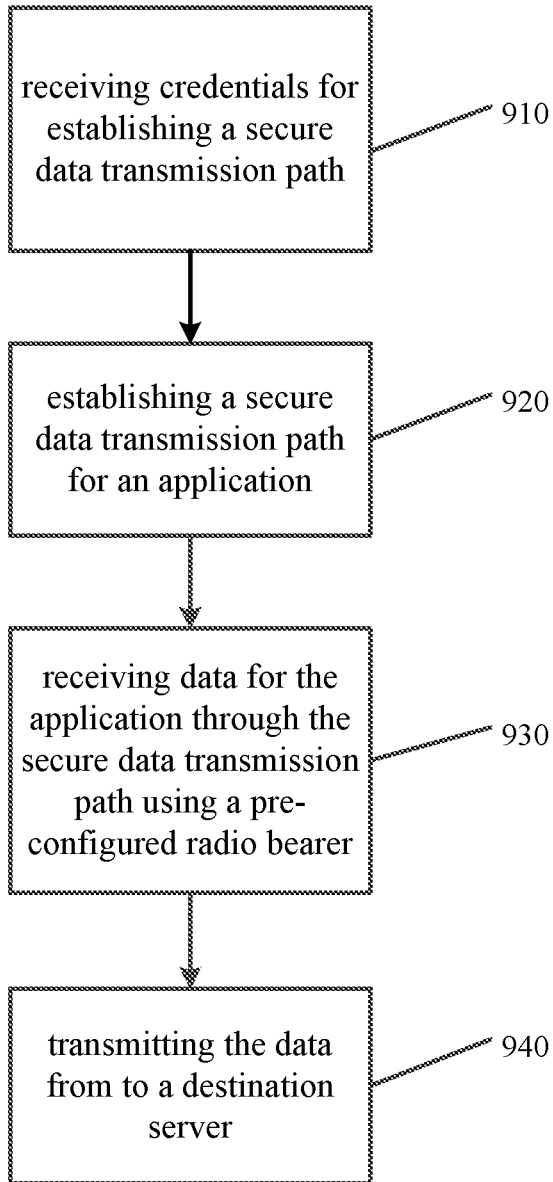 receiving credentials for
establishing a secure
data transmission path
910
establishing a secure
data transmission path
for an application
920
receiving data for the
application through the
secure data transmission
path using a pre-
configured radio bearer
930
transmitting the data
from to a destination
server
940